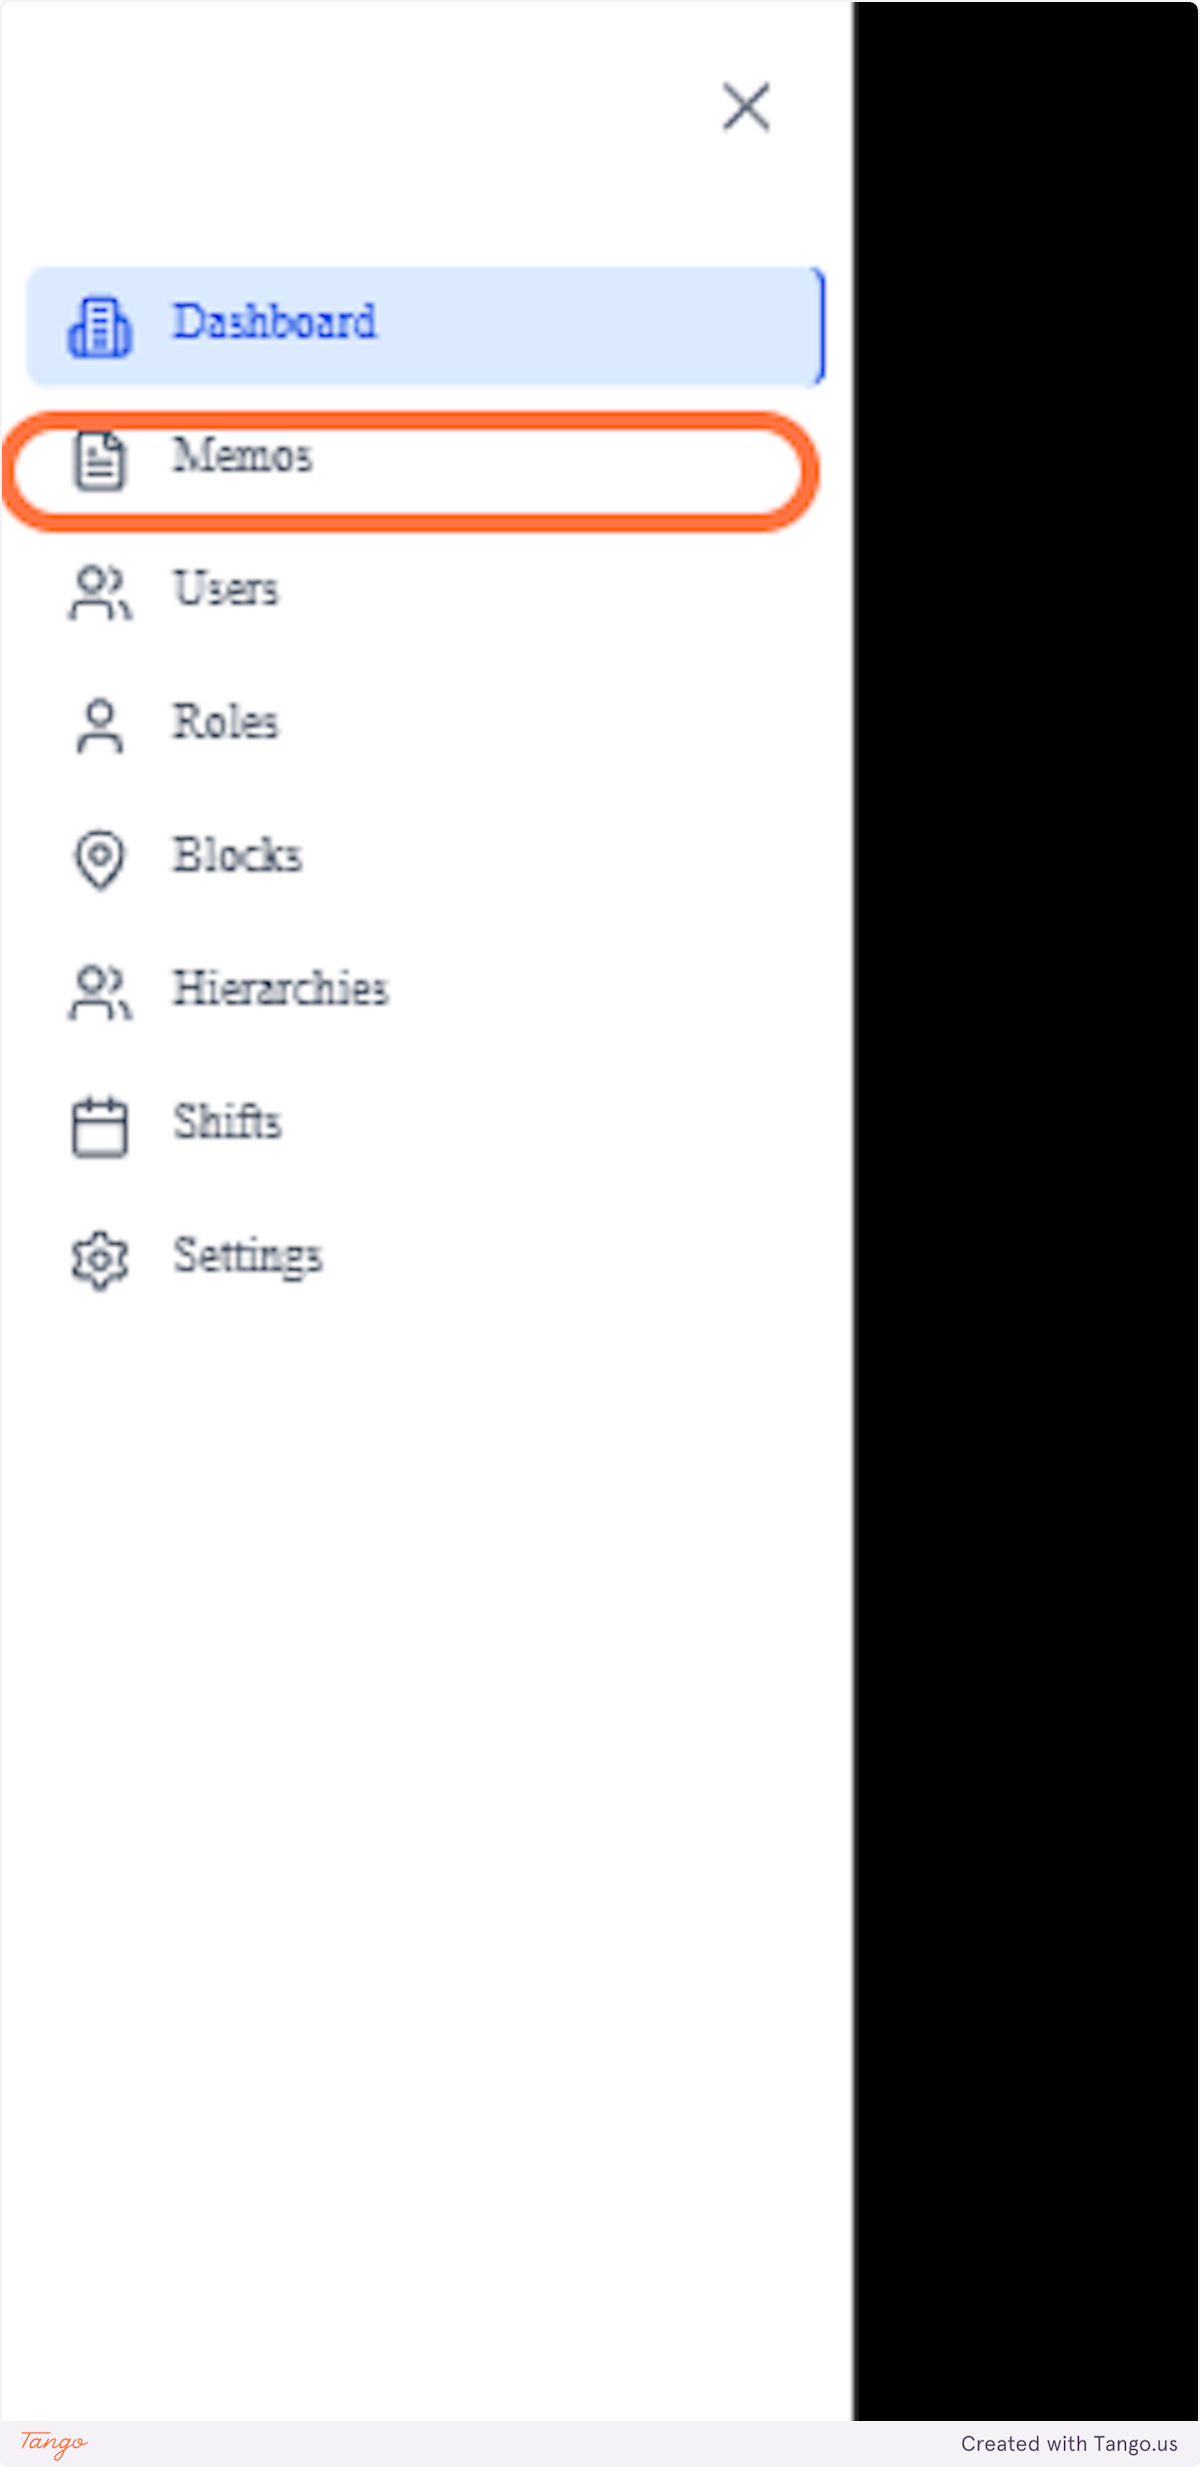 Dashboard
Memos
Users
Roles
Blocks
Hierarchies
Shifts
Settings
Tango
Created with Tango.us